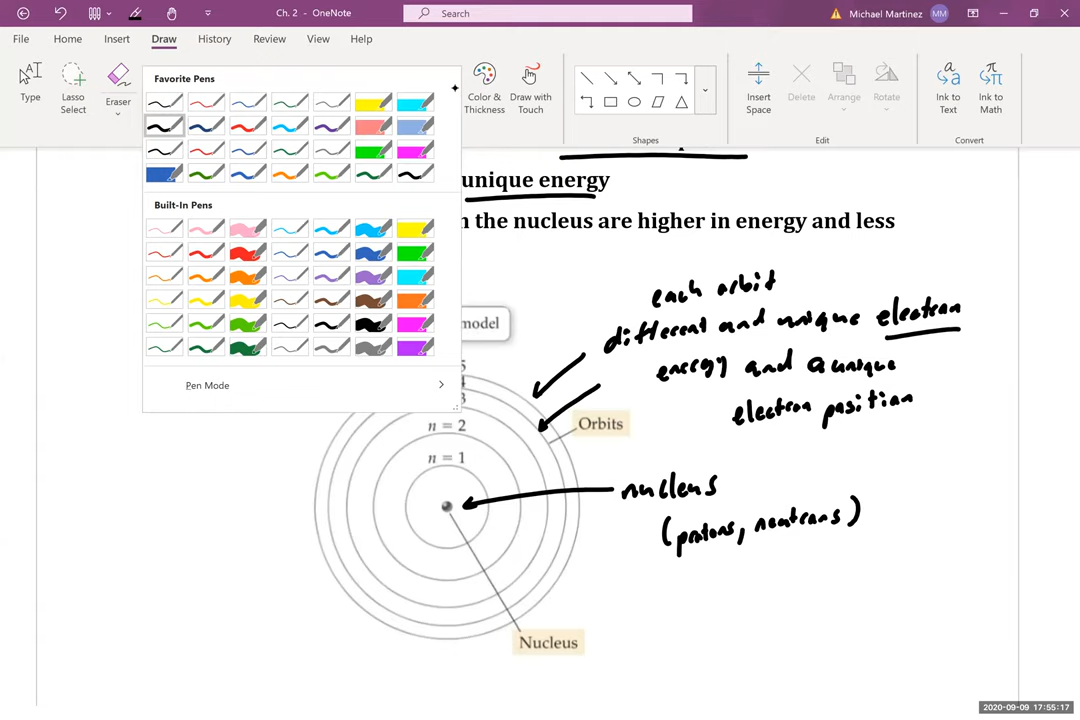 Ch. 2 - OneNote
Search
Michael Martinez
MM
File Home Insert Draw History Review View Help
Type
Lasso Select
Eraser
Favorite Pens
Color & Thickness
Draw with Touch
Shapes
Insert Space
Delete
Arrange
Rotate
Edit
Ink to Text
Ink to Math
Convert
Built-In Pens
Pen Mode
unique energy
n the nucleus are higher in energy and less
each orbit
different and unique electron
energy and a unique
electron position
model
5
4
3
n = 2
n = 1
Orbits
nucleus
(protons, neutrons)
Nucleus
2020-09-09 17:55:17